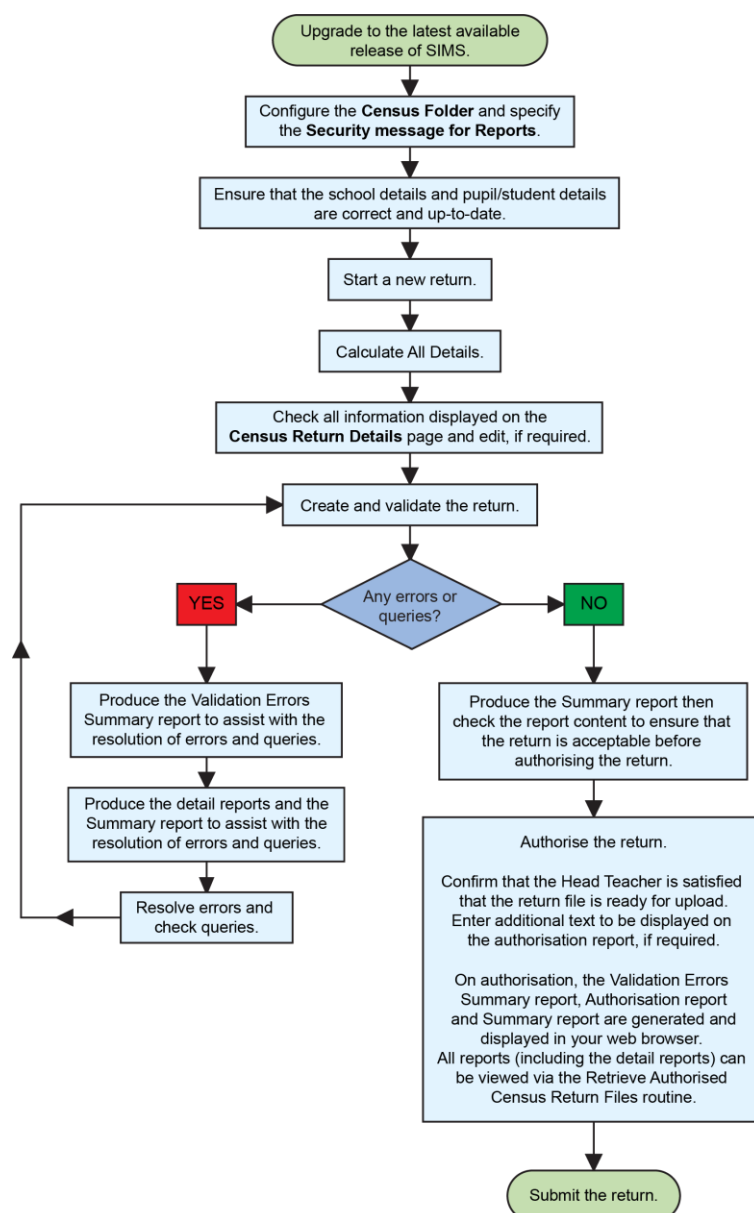 Upgrade to the latest available
release of SIMS.
Configure the Census Folder and specify
the Security message for Reports.
Ensure that the school details and pupil/student details
are correct and up-to-date.
Start a new return.
Calculate All Details.
Check all information displayed on the
Census Return Details page and edit, if required.
Create and validate the return.
Any errors or
queries?
YES
NO
Produce the Validation Errors
Summary report to assist with the
resolution of errors and queries.
Produce the detail reports and the
Summary report to assist with the
resolution of errors and queries.
Resolve errors and
check queries.
Produce the Summary report then
check the report content to ensure that
the return is acceptable before
authorising the return.
Authorise the return.
Confirm that the Head Teacher is satisfied
that the return file is ready for upload.
Enter additional text to be displayed on
the authorisation report, if required.
On authorisation, the Validation Errors
Summary report, Authorisation report
and Summary report are generated and
displayed in your web browser.
All reports (including the detail reports) can
be viewed via the Retrieve Authorised
Census Return Files routine.
Submit the return.